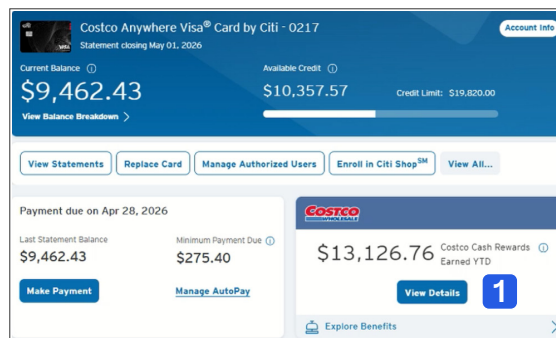 Costco Anywhere Visa® Card by Citi - 0217
Account Info
Statement closing May 01, 2026
Current Balance
Available Credit
$9,462.43
$10,357.57
Credit Limit: $19,820.00
View Balance Breakdown
View Statements
Replace Card
Manage Authorized Users
Enroll in Citi Shop℠
View All...
Payment due on Apr 28, 2026
Last Statement Balance
Minimum Payment Due
$9,462.43
$275.40
Make Payment
Manage AutoPay
COSTCO
WHOLESALE
$13,126.76
Costco Cash Rewards
Earned YTD
View Details
1
Explore Benefits